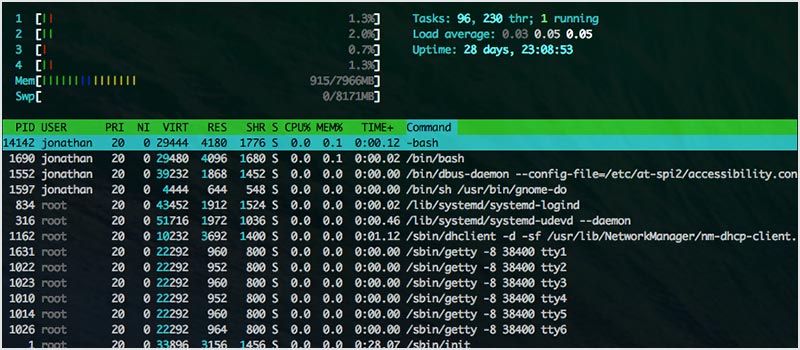 1 [|| 1.3%] Tasks: 96, 230 thr; 1 running
2 [|| 2.0%] Load average: 0.03 0.05 0.05
3 [| 0.7%] Uptime: 28 days, 23:08:53
4 [|| 1.3%]
Mem[|||||||||||||||| 915/7966MB]
Swp[ 0/8171MB]
PID USER PRI NI VIRT RES SHR S CPU% MEM% TIME+ Command
14142 jonathan 20 0 29444 4180 1776 S 0.0 0.1 0:00.12 -bash
1690 jonathan 20 0 29480 4096 1680 S 0.0 0.1 0:00.02 /bin/bash
1552 jonathan 20 0 39232 1868 1452 S 0.0 0.0 0:00.00 /bin/dbus-daemon --config-file=/etc/at-spi2/accessibility.con
1597 jonathan 20 0 4444 644 548 S 0.0 0.0 0:00.00 /bin/sh /usr/bin/gnome-do
834 root 20 0 43452 1912 1524 S 0.0 0.0 0:00.02 /lib/systemd/systemd-logind
316 root 20 0 51716 1972 1036 S 0.0 0.0 0:00.46 /lib/systemd/systemd-udevd --daemon
1162 root 20 0 10232 3692 1400 S 0.0 0.0 0:01.12 /sbin/dhclient -d -sf /usr/lib/NetworkManager/nm-dhcp-client.
1631 root 20 0 22292 960 800 S 0.0 0.0 0:00.00 /sbin/getty -8 38400 tty1
1022 root 20 0 22292 952 800 S 0.0 0.0 0:00.00 /sbin/getty -8 38400 tty2
1023 root 20 0 22292 960 800 S 0.0 0.0 0:00.00 /sbin/getty -8 38400 tty3
1010 root 20 0 22292 952 800 S 0.0 0.0 0:00.00 /sbin/getty -8 38400 tty4
1014 root 20 0 22292 960 800 S 0.0 0.0 0:00.00 /sbin/getty -8 38400 tty5
1026 root 20 0 22292 964 800 S 0.0 0.0 0:00.00 /sbin/getty -8 38400 tty6
1 root 20 0 33896 3156 1456 S 0.0 0.0 0:28.07 /sbin/init